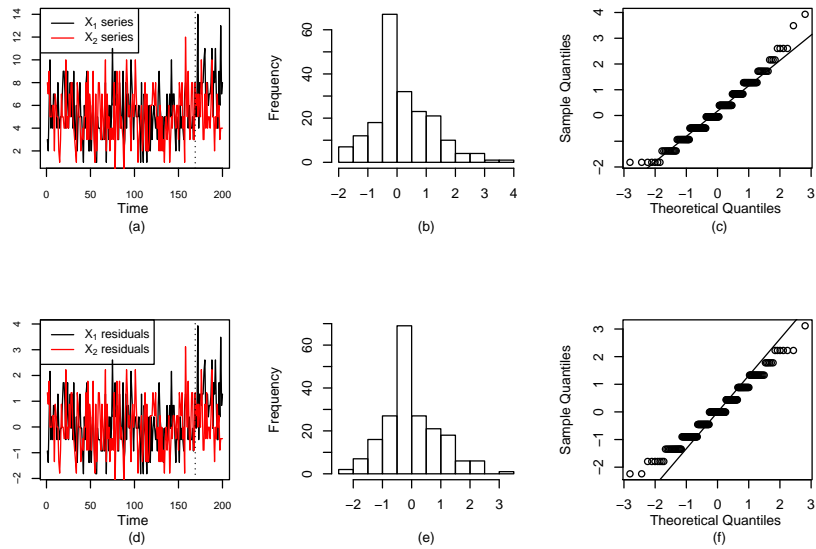 X₁ series
X₂ series
4 6 8 10 12 14
0 50 100 150 200
Time
(a)
Frequency
0 20 40 60
−2 −1 0 1 2 3 4
(b)
Sample Quantiles
−2 −1 0 1 2 3 4
−3 −2 −1 0 1 2 3
Theoretical Quantiles
(c)
X₁ residuals
X₂ residuals
−2 −1 0 1 2 3 4
0 50 100 150 200
Time
(d)
Frequency
0 20 40 60
−2 −1 0 1 2 3
(e)
Sample Quantiles
−2 −1 0 1 2 3
−3 −2 −1 0 1 2 3
Theoretical Quantiles
(f)